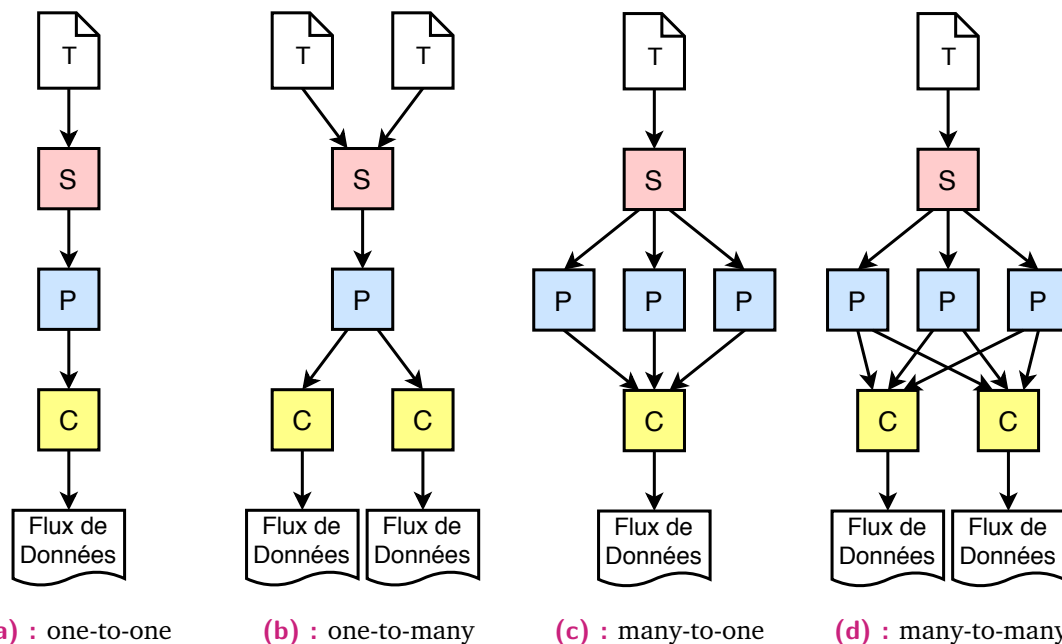 T
S
P
C
Flux de
Données
T T
S
P
C C
Flux de Flux de
Données Données
T
S
P P P
C
Flux de
Données
T
S
P P P
C C
Flux de Flux de
Données Données
a) : one-to-one
(b) : one-to-many
(c) : many-to-one
(d) : many-to-many